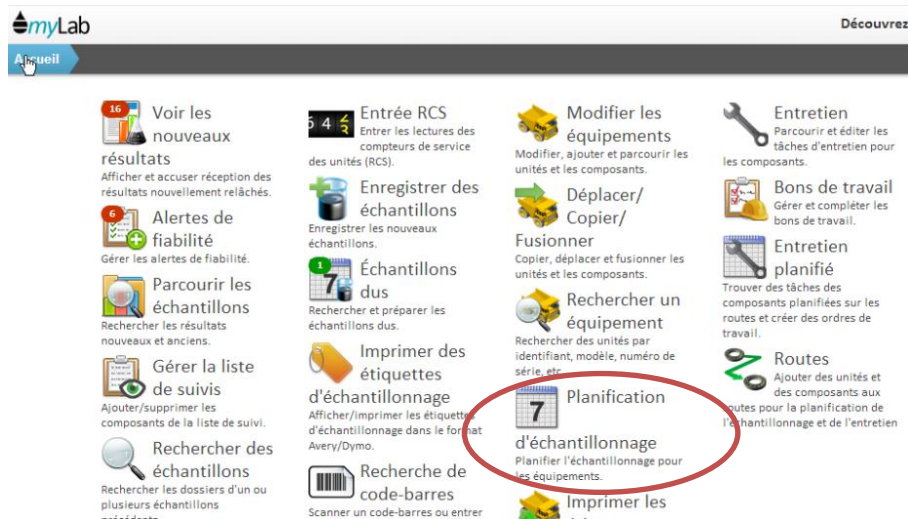 myLab
Découvrez
Accueil
16
Voir les
nouveaux
résultats
Afficher et accuser réception des
résultats nouvellement relâchés.
6
Alertes de
fiabilité
Gérer les alertes de fiabilité.
Parcourir les
échantillons
Rechercher les résultats
nouveaux et anciens.
Gérer la liste
de suivis
Ajouter/supprimer les
composants de la liste de suivi.
Rechercher des
échantillons
Rechercher les dossiers d'un ou
plusieurs échantillons
précédents
5 4
Entrée RCS
Entrer les lectures des
compteurs de service
des unités (RCS).
Enregistrer des
échantillons
Enregistrer les nouveaux
échantillons.
1
7
Échantillons
dus
Rechercher et préparer les
échantillons dus.
Imprimer des
étiquettes
d'échantillonnage
Afficher/imprimer les étiquettes
d'échantillonnage dans le format
Avery/Dymo.
Recherche de
code-barres
Scanner un code-barres ou entrer
Modifier les
équipements
Modifier, ajouter et parcourir les
unités et les composants.
Déplacer/
Copier/
Fusionner
Copier, déplacer et fusionner les
unités et les composants.
Rechercher un
équipement
Rechercher des unités par
identifiant, modèle, numéro de
série, etc
7
Planification
d'échantillonnage
Planifier l'échantillonnage pour
les équipements.
Imprimer les
Entretien
Parcourir et éditer les
tâches d'entretien pour
les composants.
Bons de travail
Gérer et compléter les
bons de travail.
Entretien
planifié
Trouver des tâches des
composants planifiées sur les
routes et créer des ordres de
travail.
Routes
Ajouter des unités et
des composants aux
routes pour la planification de
l'échantillonnage et de l'entretien